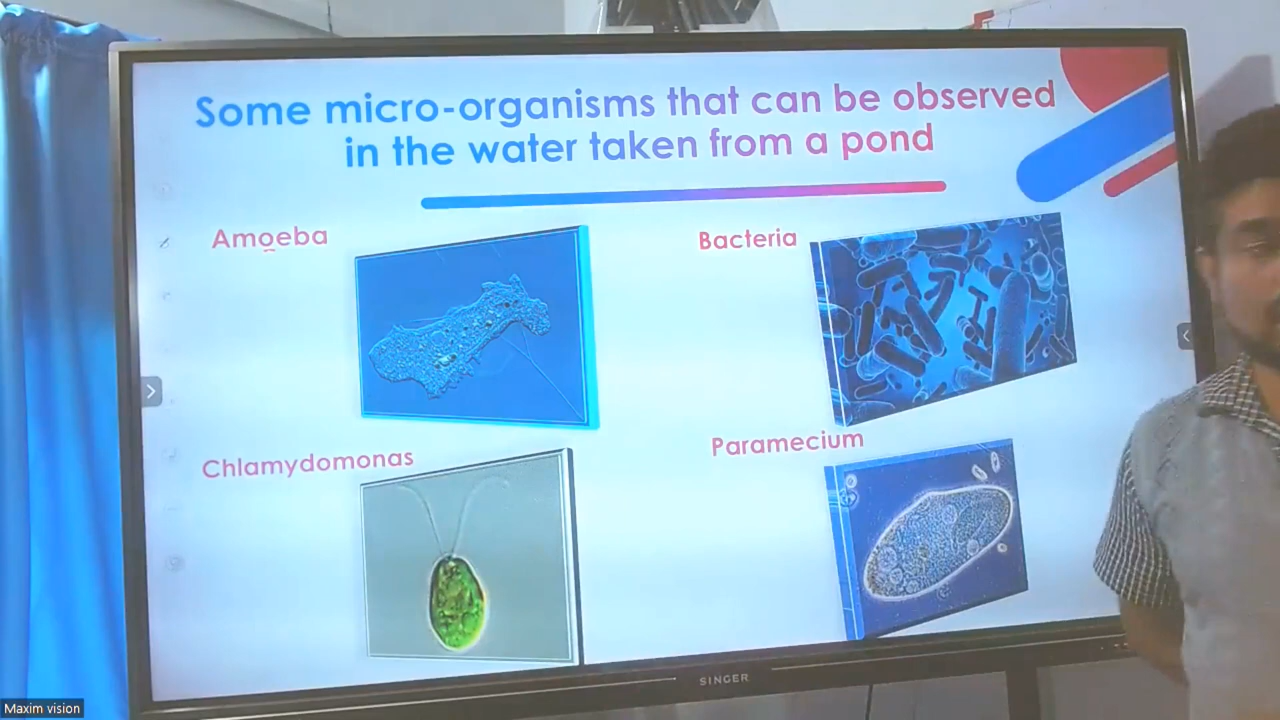 Some micro-organisms that can be observed
in the water taken from a pond
Amoeba
Bacteria
Chlamydomonas
Paramecium
SINGER
Maxim vision